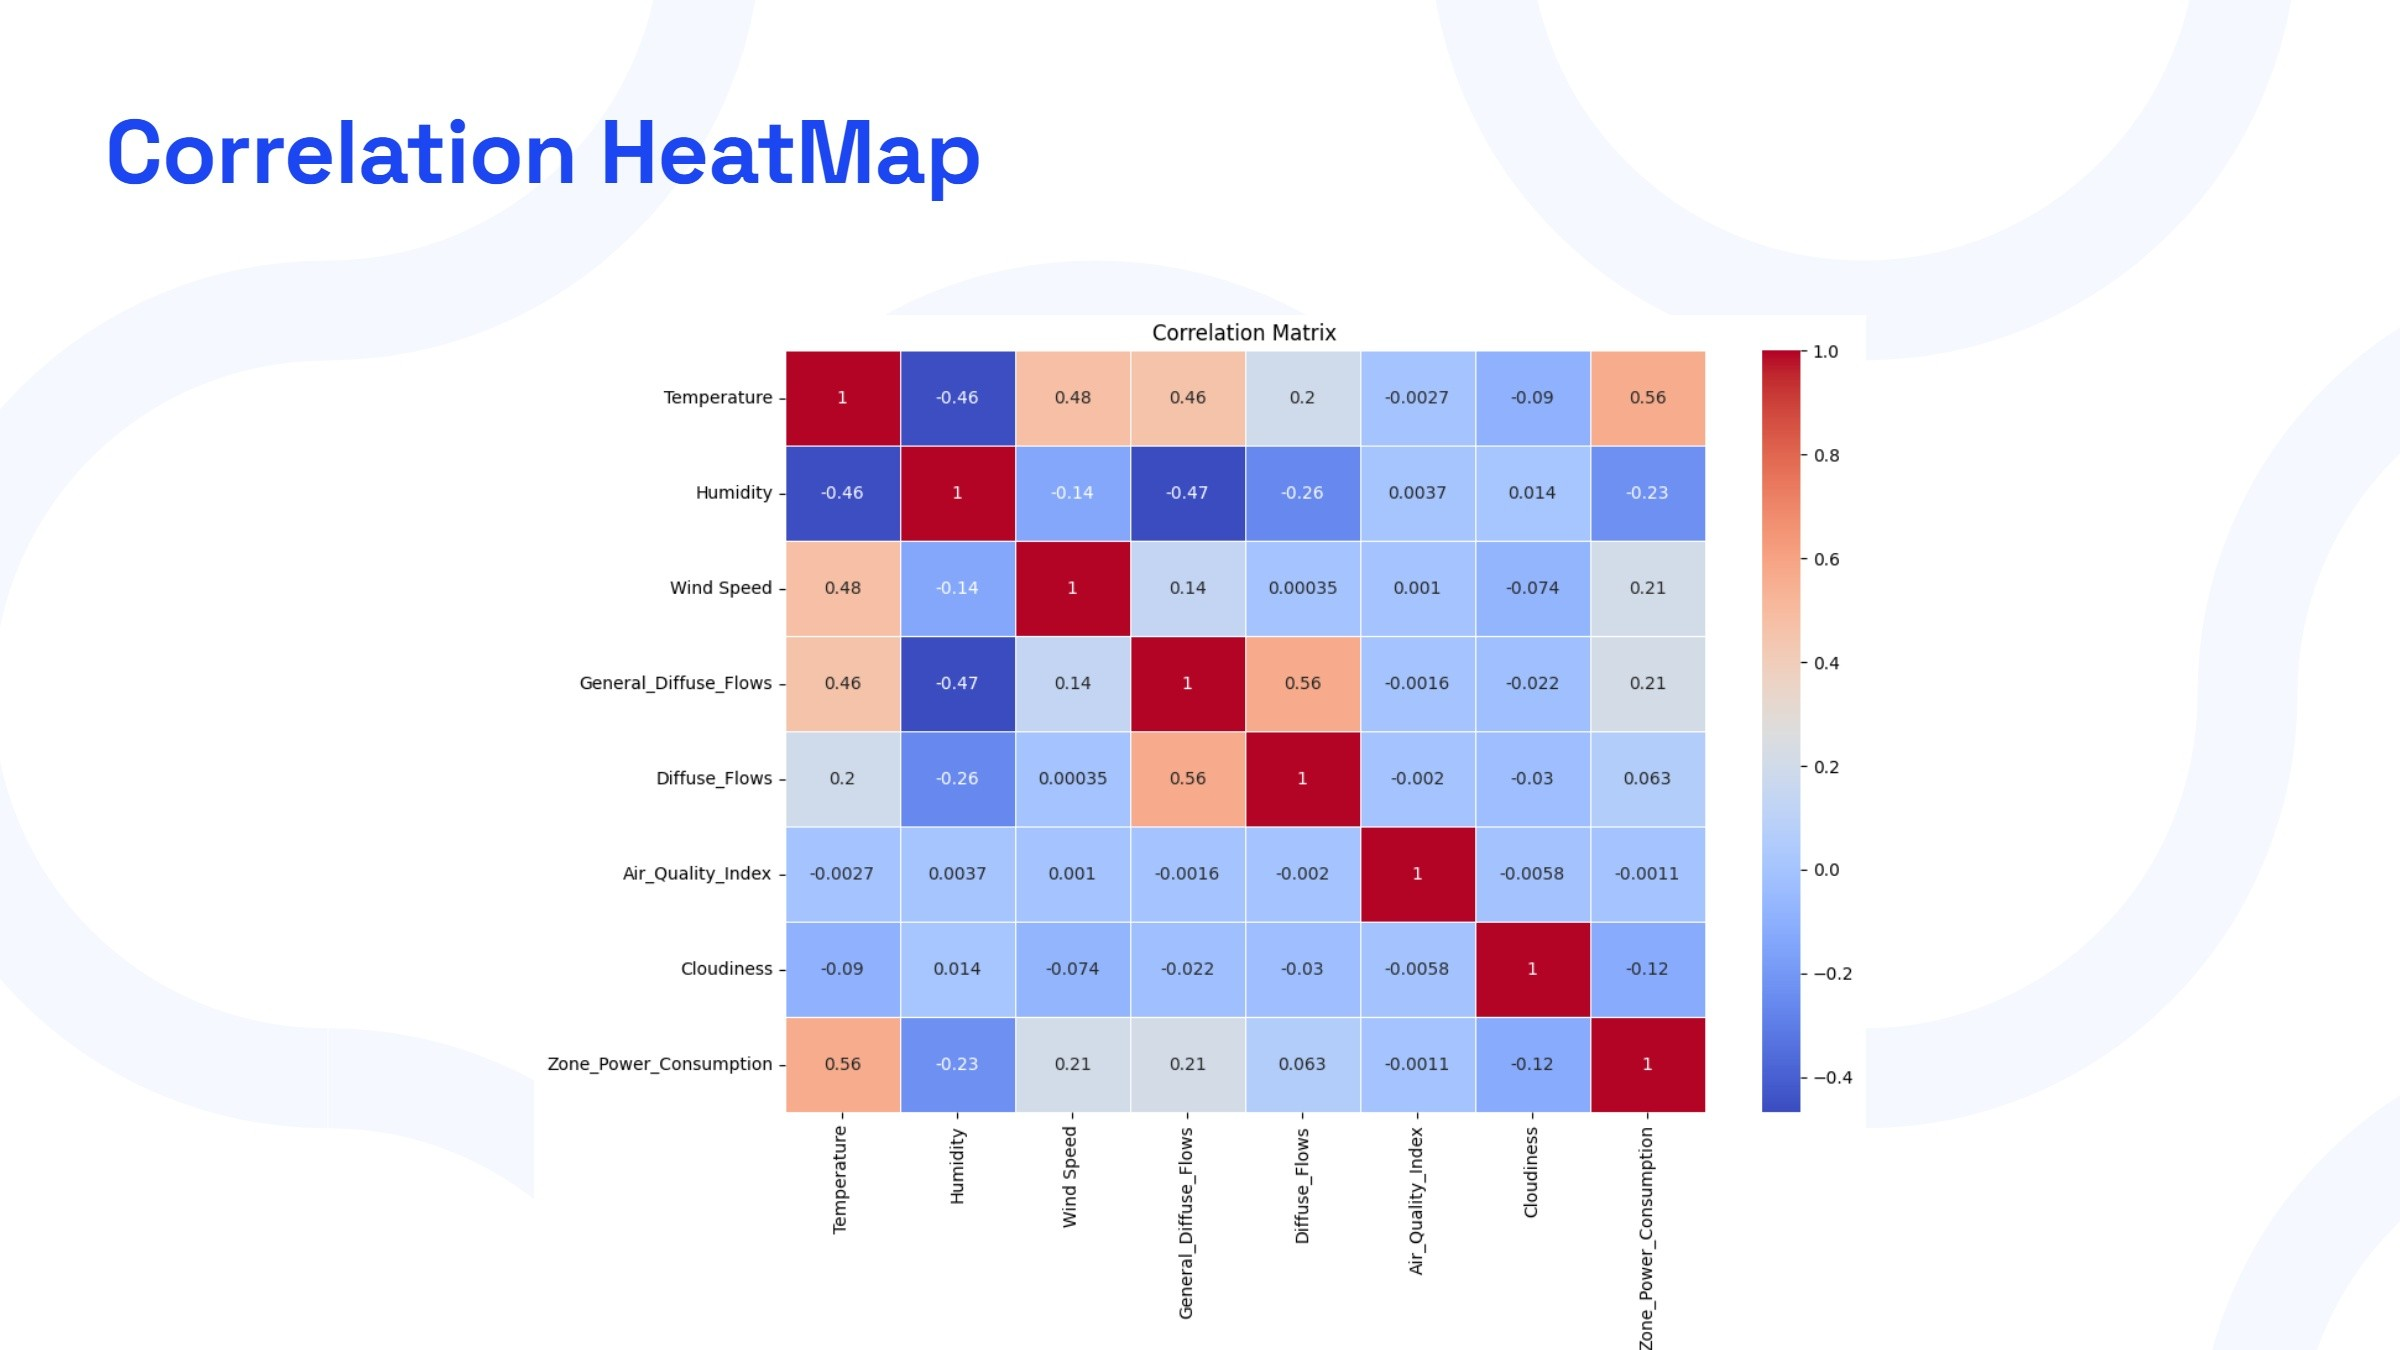 Correlation HeatMap
Correlation Matrix
Temperature 1 -0.46 0.48 0.46 0.2 -0.0027 -0.09 0.56
Humidity -0.46 1 -0.14 -0.47 -0.26 0.0037 0.014 -0.23
Wind Speed 0.48 -0.14 1 0.14 0.00035 0.001 -0.074 0.21
General_Diffuse_Flows 0.46 -0.47 0.14 1 0.56 -0.0016 -0.022 0.21
Diffuse_Flows 0.2 -0.26 0.00035 0.56 1 -0.002 -0.03 0.063
Air_Quality_Index -0.0027 0.0037 0.001 -0.0016 -0.002 1 -0.0058 -0.0011
Cloudiness -0.09 0.014 -0.074 -0.022 -0.03 -0.0058 1 -0.12
Zone_Power_Consumption 0.56 -0.23 0.21 0.21 0.063 -0.0011 -0.12 1
Temperature
Humidity
Wind Speed
General_Diffuse_Flows
Diffuse_Flows
Air_Quality_Index
Cloudiness
Zone_Power_Consumption
1.0
0.8
0.6
0.4
0.2
0.0
−0.2
−0.4